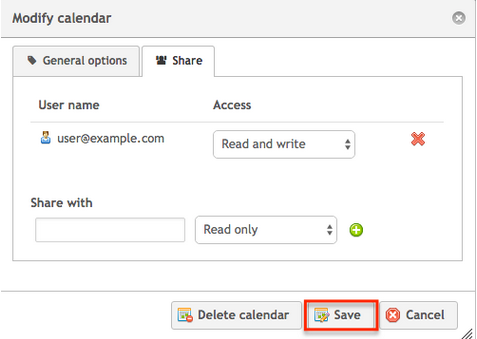 Modify calendar
General options Share
User name Access
user@example.com Read and write
Share with
Read only
Delete calendar Save Cancel